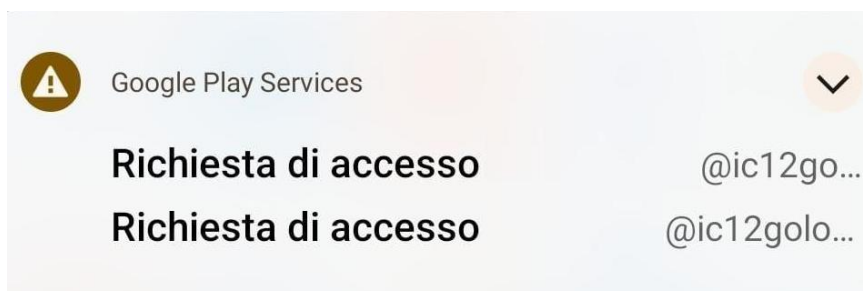 Google Play Services
Richiesta di accesso @ic12go...
Richiesta di accesso @ic12golo...